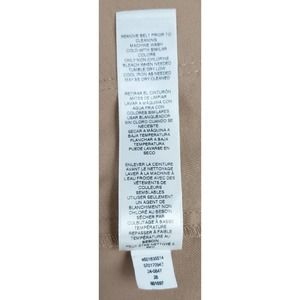 REMOVE BELT PRIOR TO
CLEANING
MACHINE WASH
COLD WITH SIMILAR
COLORS
ONLY NON CHLORINE
BLEACH WHEN NEEDED
TUMBLE DRY LOW
COOL IRON AS NEEDED
MAY BE DRY CLEANED
RETIRAR EL CINTURÓN
ANTES DE LIMPIAR
LAVAR A MÁQUINA CON
AGUA FRÍA CON
COLORES SIMILARES
USAR BLANQUEADOR
SIN CLORO CUANDO SE
NECESITE
SECAR A MÁQUINA A
BAJA TEMPERATURA
PLANCHAR A BAJA
TEMPERATURA
PUEDE LAVARSE EN
SECO
ENLEVER LA CEINTURE
AVANT LE NETTOYAGE
LAVER À LA MACHINE À
L'EAU FROIDE AVEC DES
VÊTEMENTS DE
COULEURS
SEMBLABLES
UTILISER SEULEMENT
UN AGENT DE
BLANCHIMENT NON
CHLORÉ AU BESOIN
SÉCHER PAR
CULBUTAGE À BASSE
TEMPÉRATURE
REPASSER À FAIBLE
TEMPÉRATURE AU
BESOIN